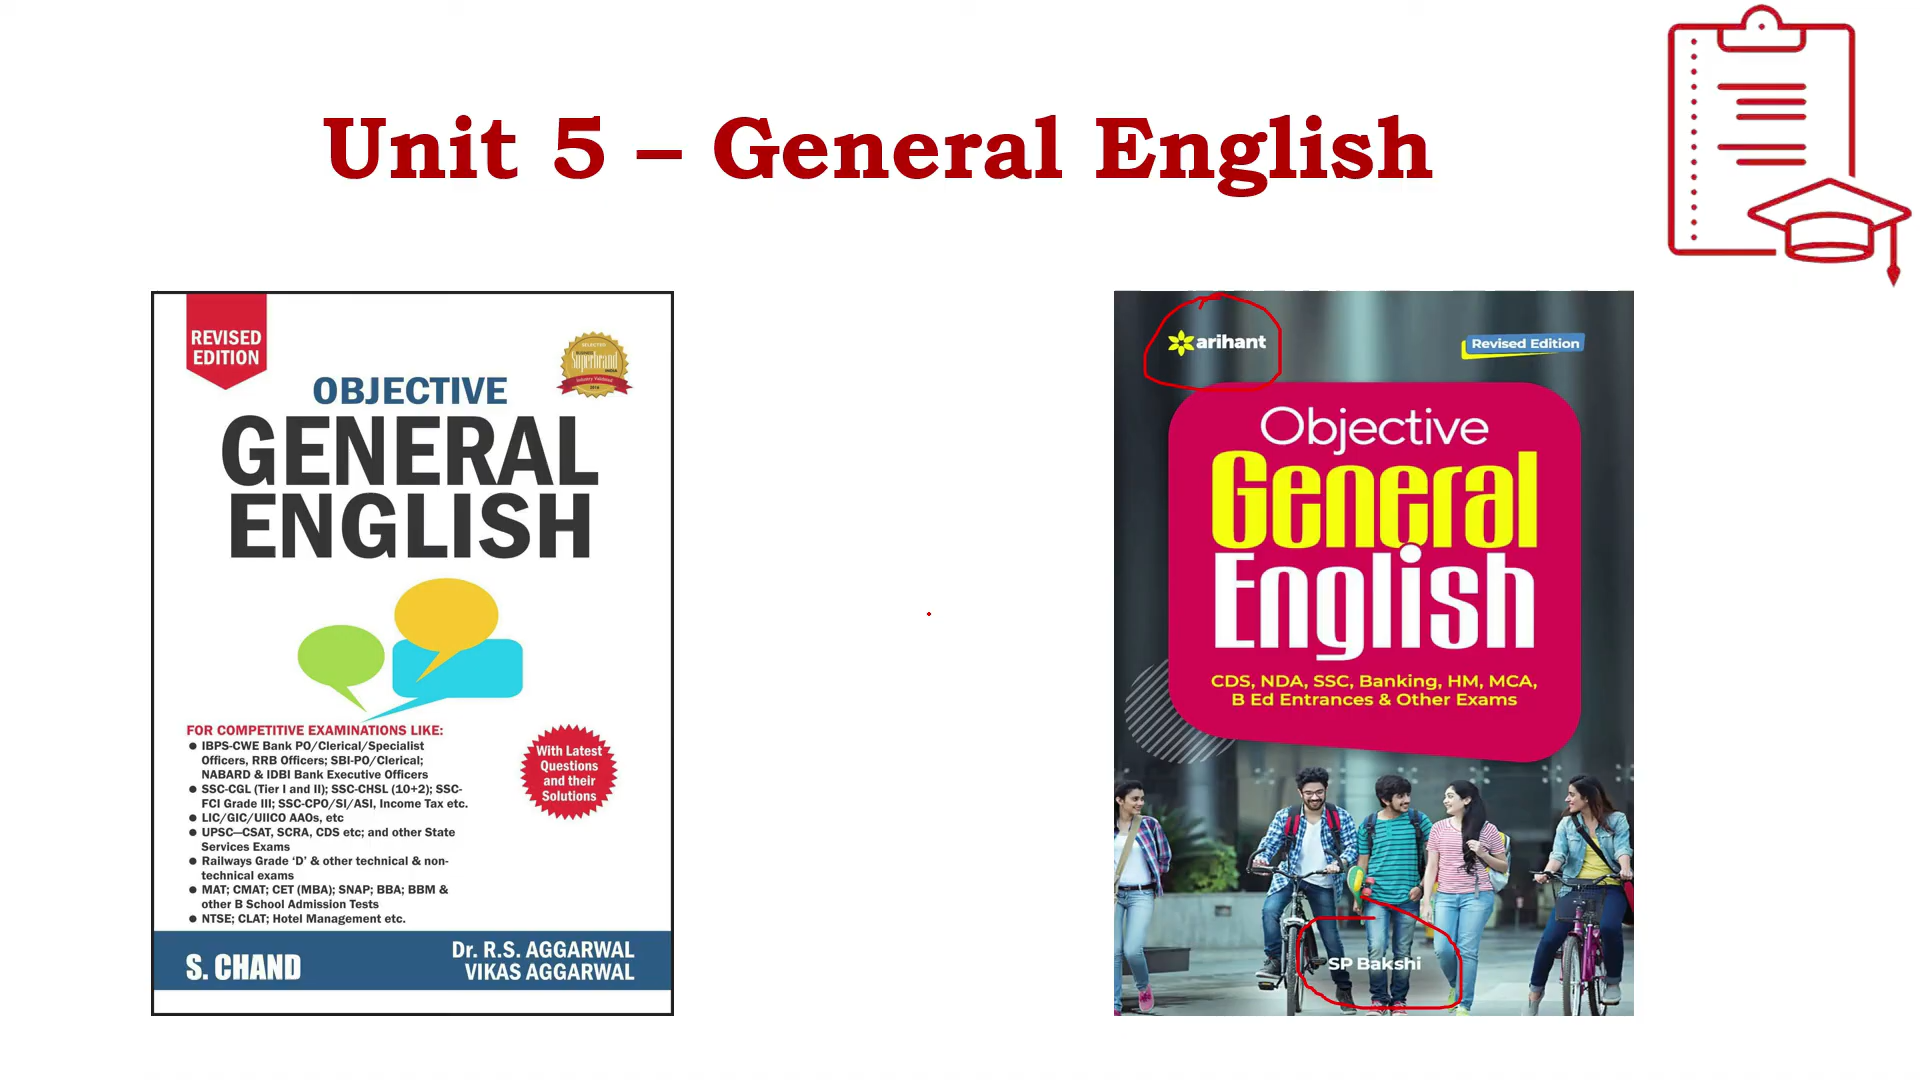 Unit 5 – General English
REVISED
EDITION
SELECTED
Superbrand
Industry Validated
OBJECTIVE
GENERAL
ENGLISH
FOR COMPETITIVE EXAMINATIONS LIKE:
● IBPS-CWE Bank PO/Clerical/Specialist
Officers, RRB Officers; SBI-PO/Clerical;
NABARD & IDBI Bank Executive Officers
● SSC-CGL (Tier I and II); SSC-CHSL (10+2); SSC-
FCI Grade III; SSC-CPO/SI/ASI, Income Tax etc.
● LIC/GIC/UIICO AAOs, etc
● UPSC—CSAT, SCRA, CDS etc; and other State
Services Exams
● Railways Grade ‘D’ & other technical & non-
technical exams
● MAT; CMAT; CET (MBA); SNAP; BBA; BBM &
other B School Admission Tests
● NTSE; CLAT; Hotel Management etc.
With Latest
Questions
and their
Solutions
S. CHAND
Dr. R.S. AGGARWAL
VIKAS AGGARWAL
arihant
Revised Edition
Objective
General
English
CDS, NDA, SSC, Banking, HM, MCA,
B Ed Entrances & Other Exams
SP Bakshi